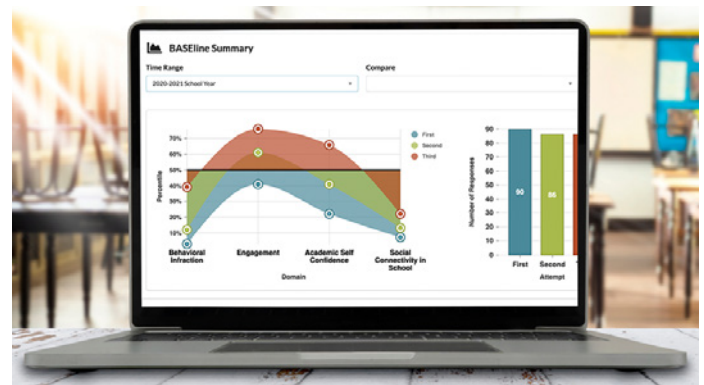 BASEline Summary
Time Range
Compare
2020-2021 School Year
70%
60%
50%
40%
30%
20%
10%
Percentile
Behavioral
Infraction
Engagement
Academic Self
Confidence
Social
Connectivity in
School
Domain
First
Second
Third
90
80
70
60
50
40
30
20
10
0
Number of Responses
90
86
First
Second
Attempt